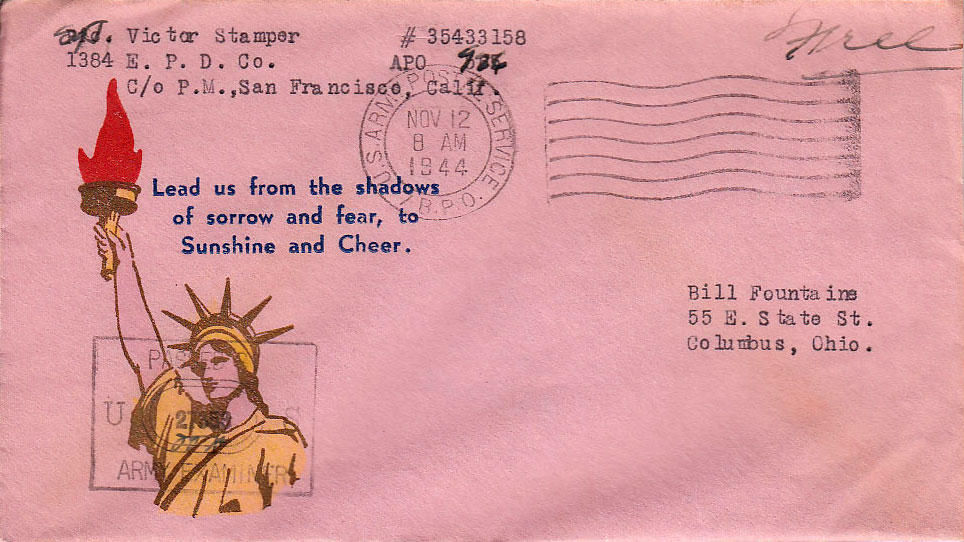 Victor Stamper # 35433158
1384 E. P. D. Co. APO
C/o P.M.,San Francisco, Calif.
Free
U.S. ARMY POSTAL SERVICE
NOV 12
8 AM
1944
B.P.O.
Lead us from the shadows
of sorrow and fear, to
Sunshine and Cheer.
Bill Fountaine
55 E. State St.
Columbus, Ohio.
U S
ARMY EXAMINER